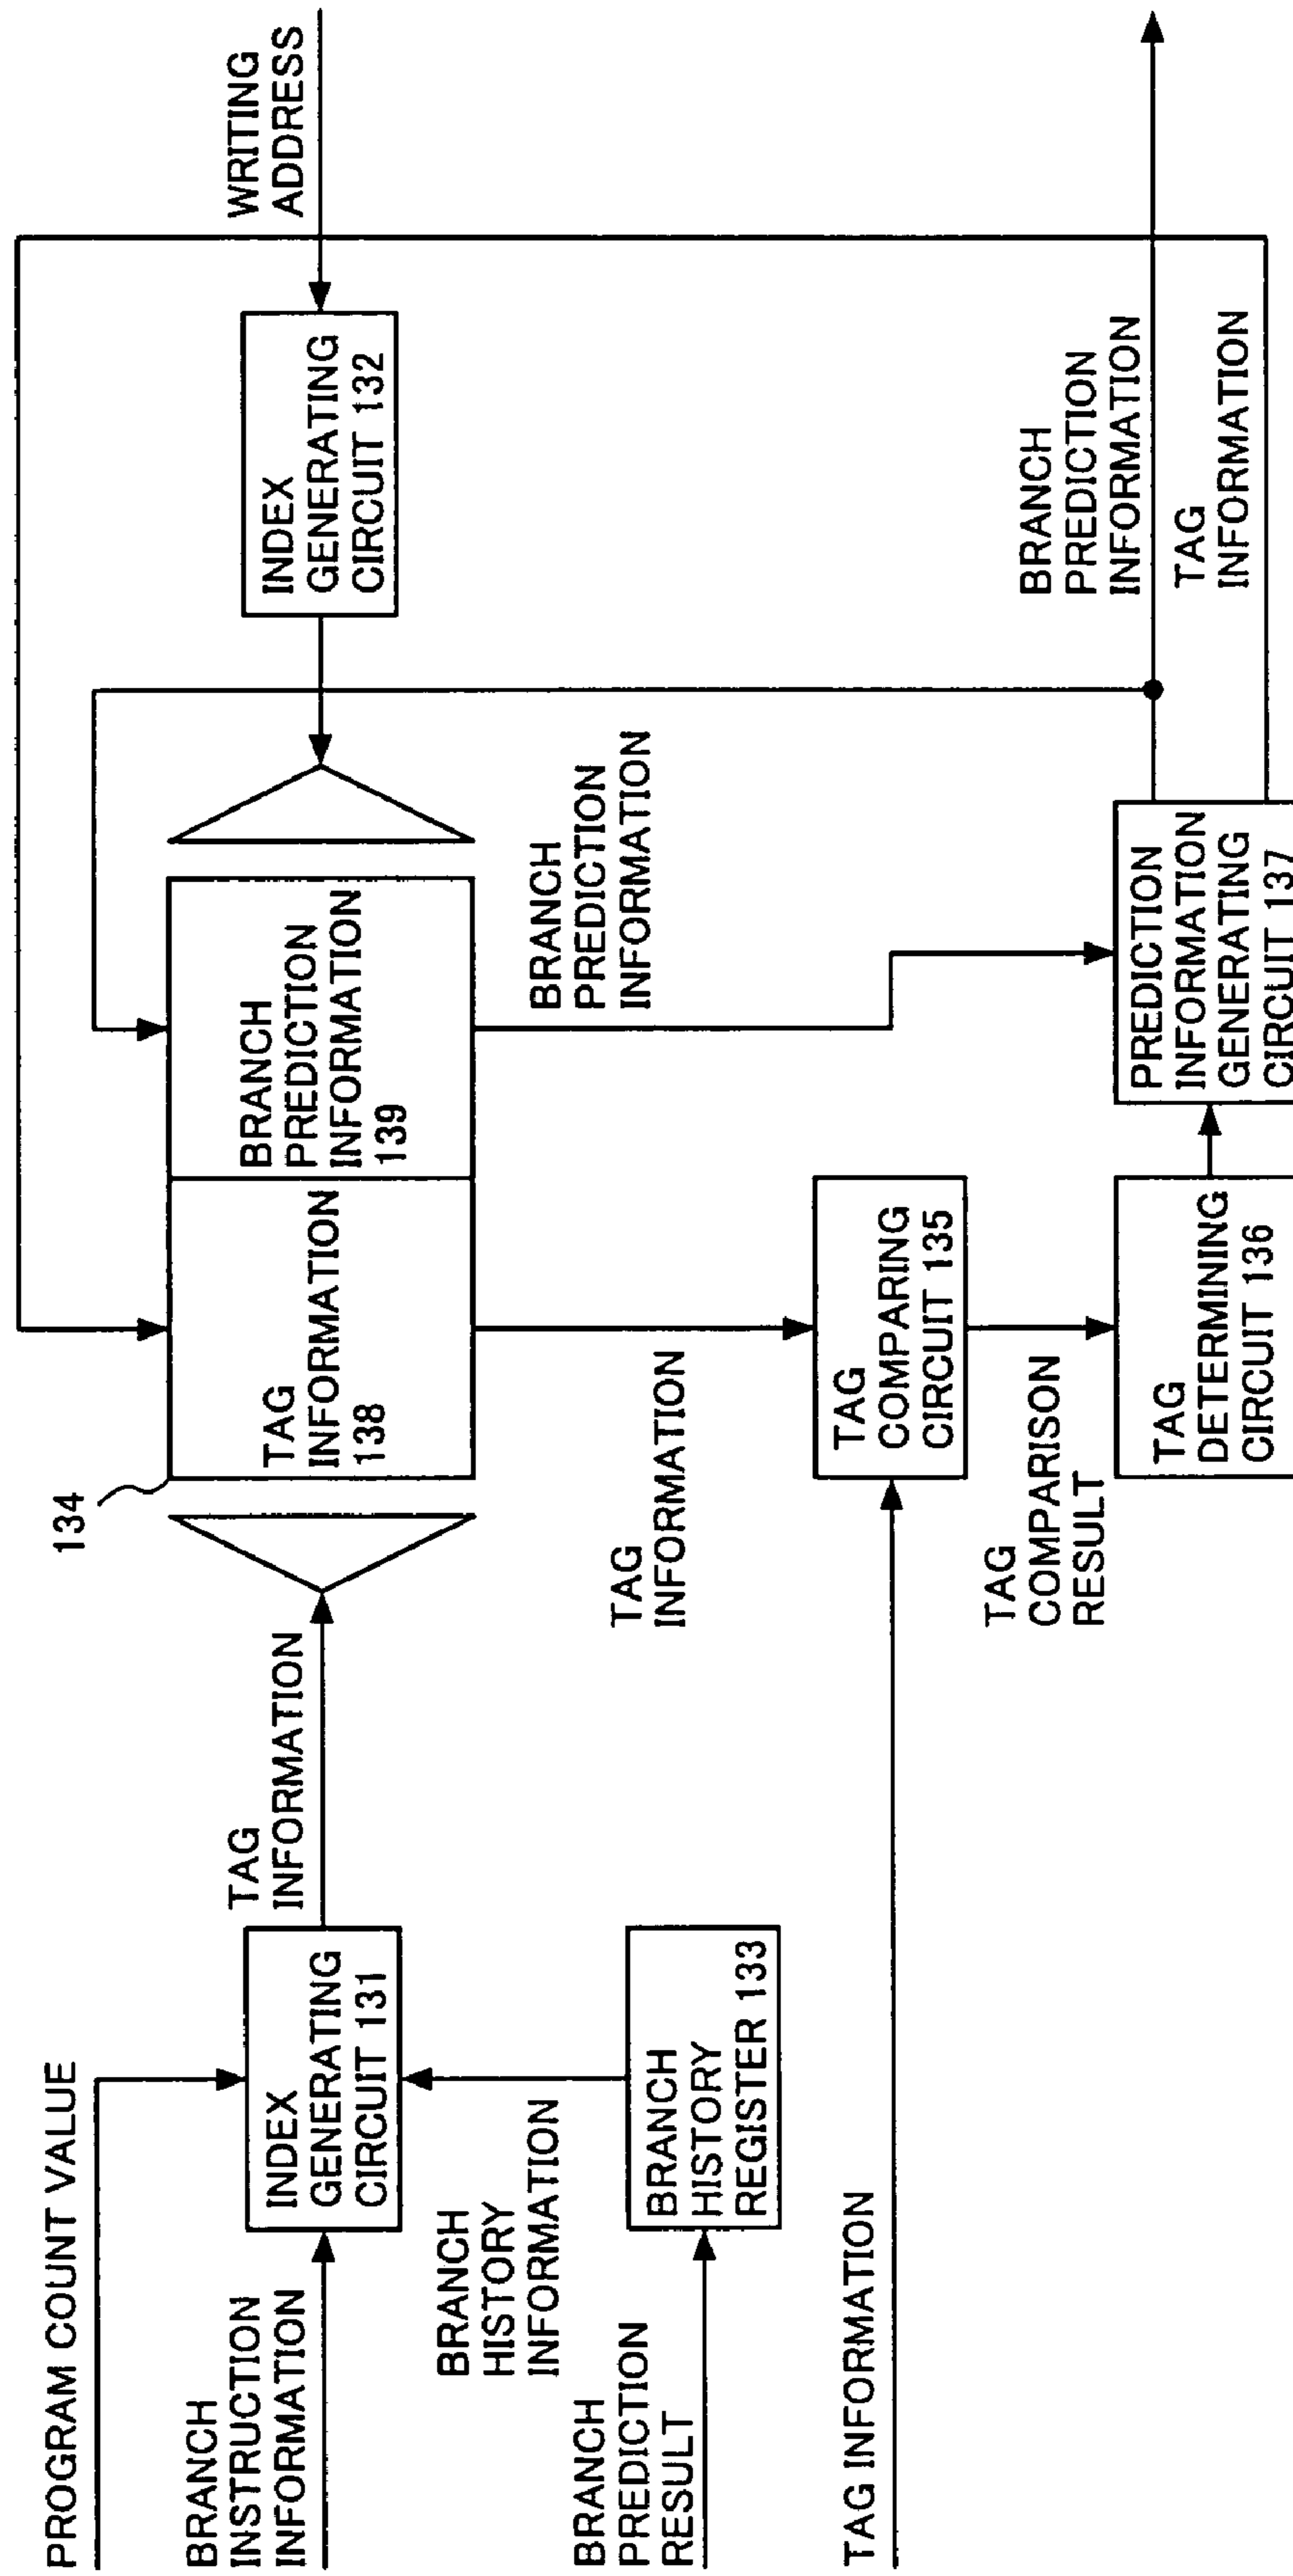 PROGRAM COUNT VALUE
BRANCH
INSTRUCTION
INFORMATION
INDEX
GENERATING
CIRCUIT 131
BRANCH
HISTORY
INFORMATION
BRANCH
PREDICTION
RESULT
BRANCH
HISTORY
REGISTER 133
TAG INFORMATION
TAG
INFORMATION
134
TAG
INFORMATION
138
BRANCH
PREDICTION
INFORMATION
139
TAG
INFORMATION
BRANCH
PREDICTION
INFORMATION
TAG
COMPARING
CIRCUIT 135
TAG
COMPARISON
RESULT
TAG
DETERMINING
CIRCUIT 136
PREDICTION
INFORMATION
GENERATING
CIRCUIT 137
WRITING
ADDRESS
INDEX
GENERATING
CIRCUIT 132
BRANCH
PREDICTION
INFORMATION
TAG
INFORMATION